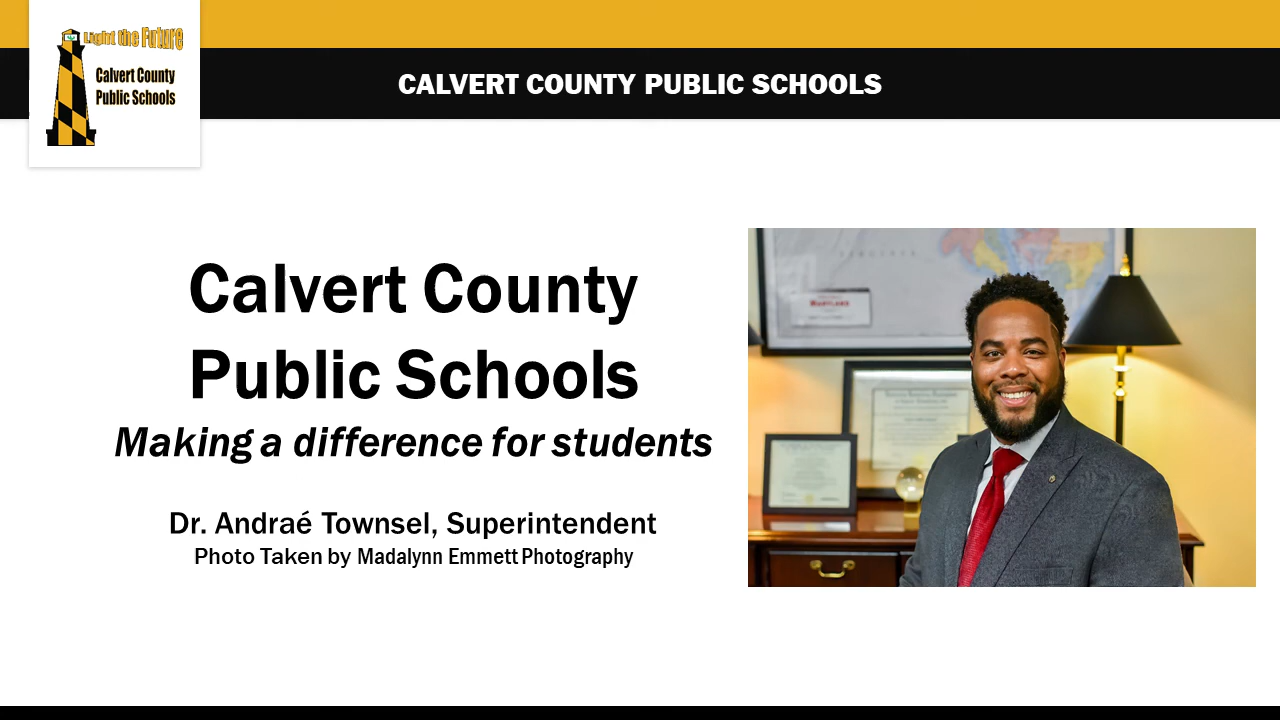 Light the Future
Calvert County
Public Schools
CALVERT COUNTY PUBLIC SCHOOLS
Calvert County
Public Schools
Making a difference for students
Dr. Andraé Townsel, Superintendent
Photo Taken by Madalynn Emmett Photography